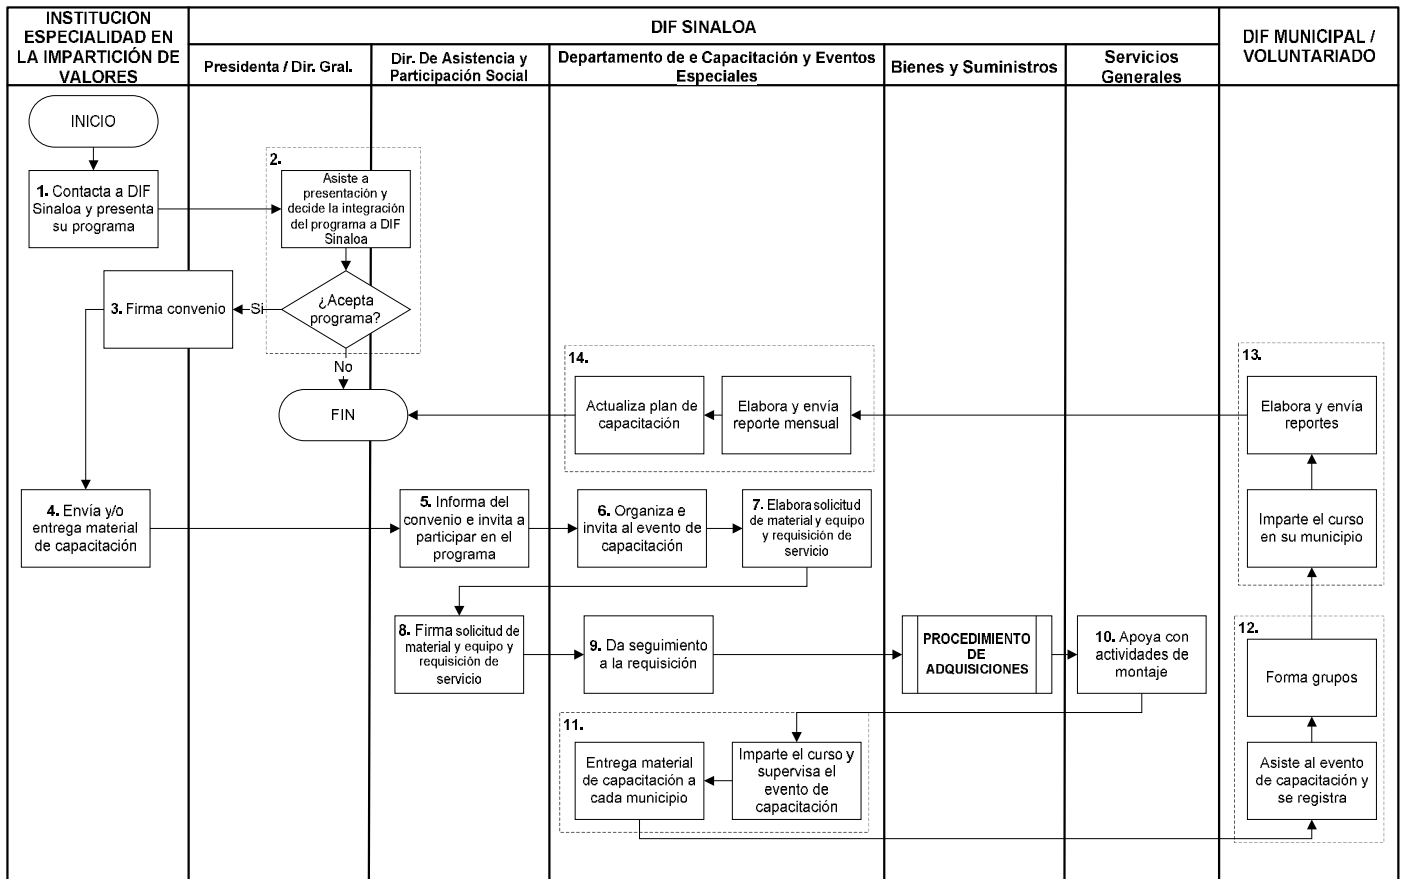 INSTITUCION
ESPECIALIDAD EN
LA IMPARTICIÓN DE
VALORES
DIF SINALOA
DIF MUNICIPAL /
VOLUNTARIADO
Presidenta / Dir. Gral.
Dir. De Asistencia y
Participación Social
Departamento de e Capacitación y Eventos
Especiales
Bienes y Suministros
Servicios
Generales
INICIO
1. Contacta a DIF
Sinaloa y presenta
su programa
2.
Asiste a
presentación y
decide la integración
del programa a DIF
Sinaloa
¿Acepta
programa?
Si
3. Firma convenio
No
FIN
14.
Actualiza plan de
capacitación
Elabora y envía
reporte mensual
13.
Elabora y envía
reportes
Imparte el curso
en su municipio
4. Envía y/o
entrega material
de capacitación
5. Informa del
convenio e invita a
participar en el
programa
6. Organiza e
invita al evento de
capacitación
7. Elabora solicitud
de material y equipo
y requisición de
servicio
8. Firma solicitud de
material y equipo y
requisición de
servicio
9. Da seguimiento
a la requisición
PROCEDIMIENTO
DE
ADQUISICIONES
10. Apoya con
actividades de
montaje
12.
Forma grupos
Asiste al evento
de capacitación y
se registra
11.
Entrega material
de capacitación a
cada municipio
Imparte el curso y
supervisa el
evento de
capacitación